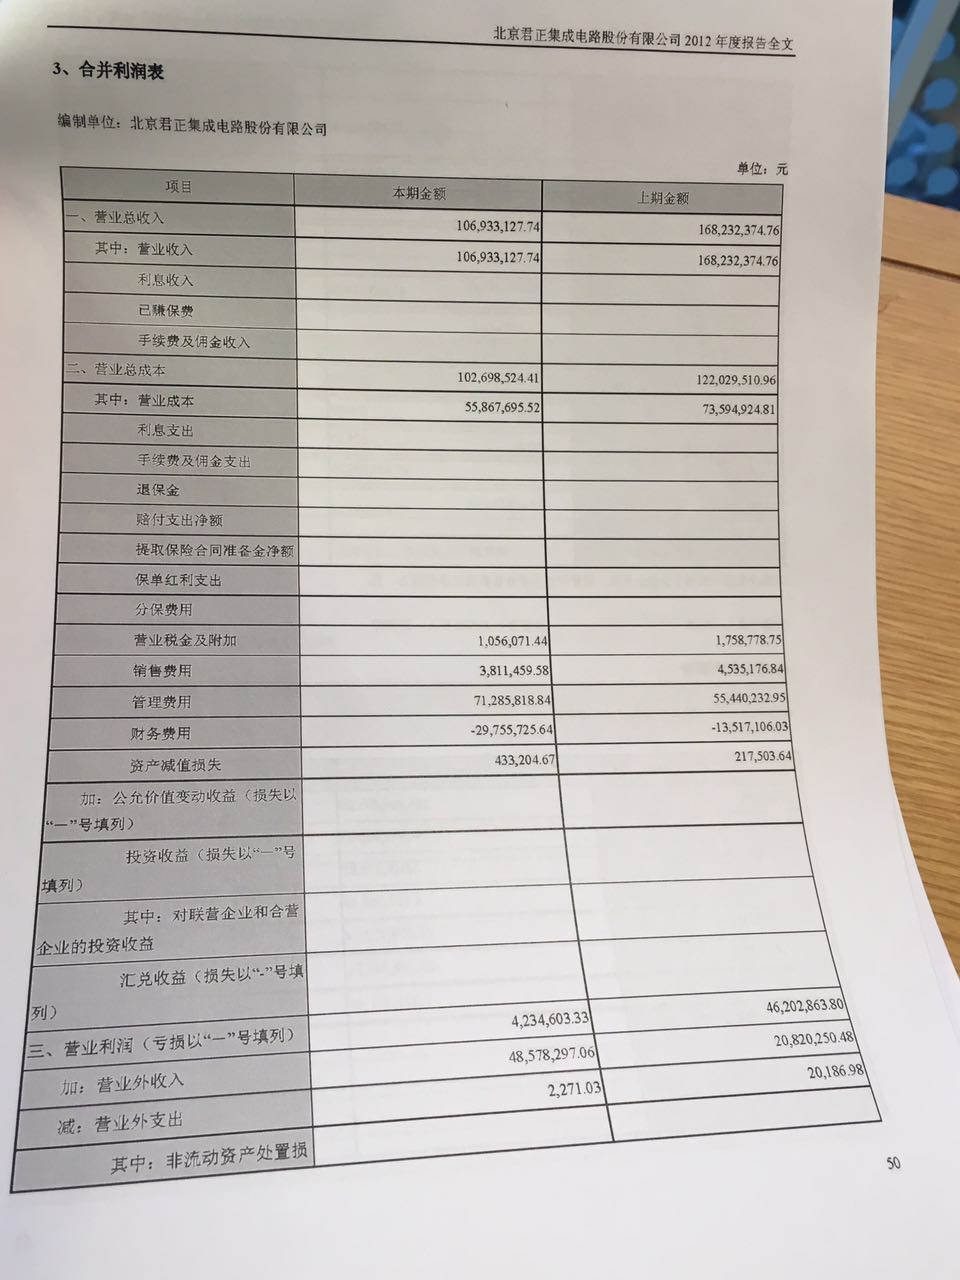 北京君正集成电路股份有限公司 2012 年度报告全文
3、合并利润表
编制单位：北京君正集成电路股份有限公司
单位：元
项目 本期金额 上期金额
一、营业总收入 106,933,127.74 168,232,374.76
其中：营业收入 106,933,127.74 168,232,374.76
利息收入
已赚保费
手续费及佣金收入
二、营业总成本 102,698,524.41 122,029,510.96
其中：营业成本 55,867,695.52 73,594,924.81
利息支出
手续费及佣金支出
退保金
赔付支出净额
提取保险合同准备金净额
保单红利支出
分保费用
营业税金及附加 1,056,071.44 1,758,778.75
销售费用 3,811,459.58 4,535,176.84
管理费用 71,285,818.84 55,440,232.95
财务费用 -29,755,725.64 -13,517,106.03
资产减值损失 433,204.67 217,503.64
加：公允价值变动收益（损失以
“－”号填列）
投资收益（损失以“－”号
填列）
其中：对联营企业和合营
企业的投资收益
汇兑收益（损失以“-”号填
列）
三、营业利润（亏损以“－”号填列） 4,234,603.33 46,202,863.80
加：营业外收入 48,578,297.06 20,820,250.48
减：营业外支出 2,271.03 20,186.98
其中：非流动资产处置损
50